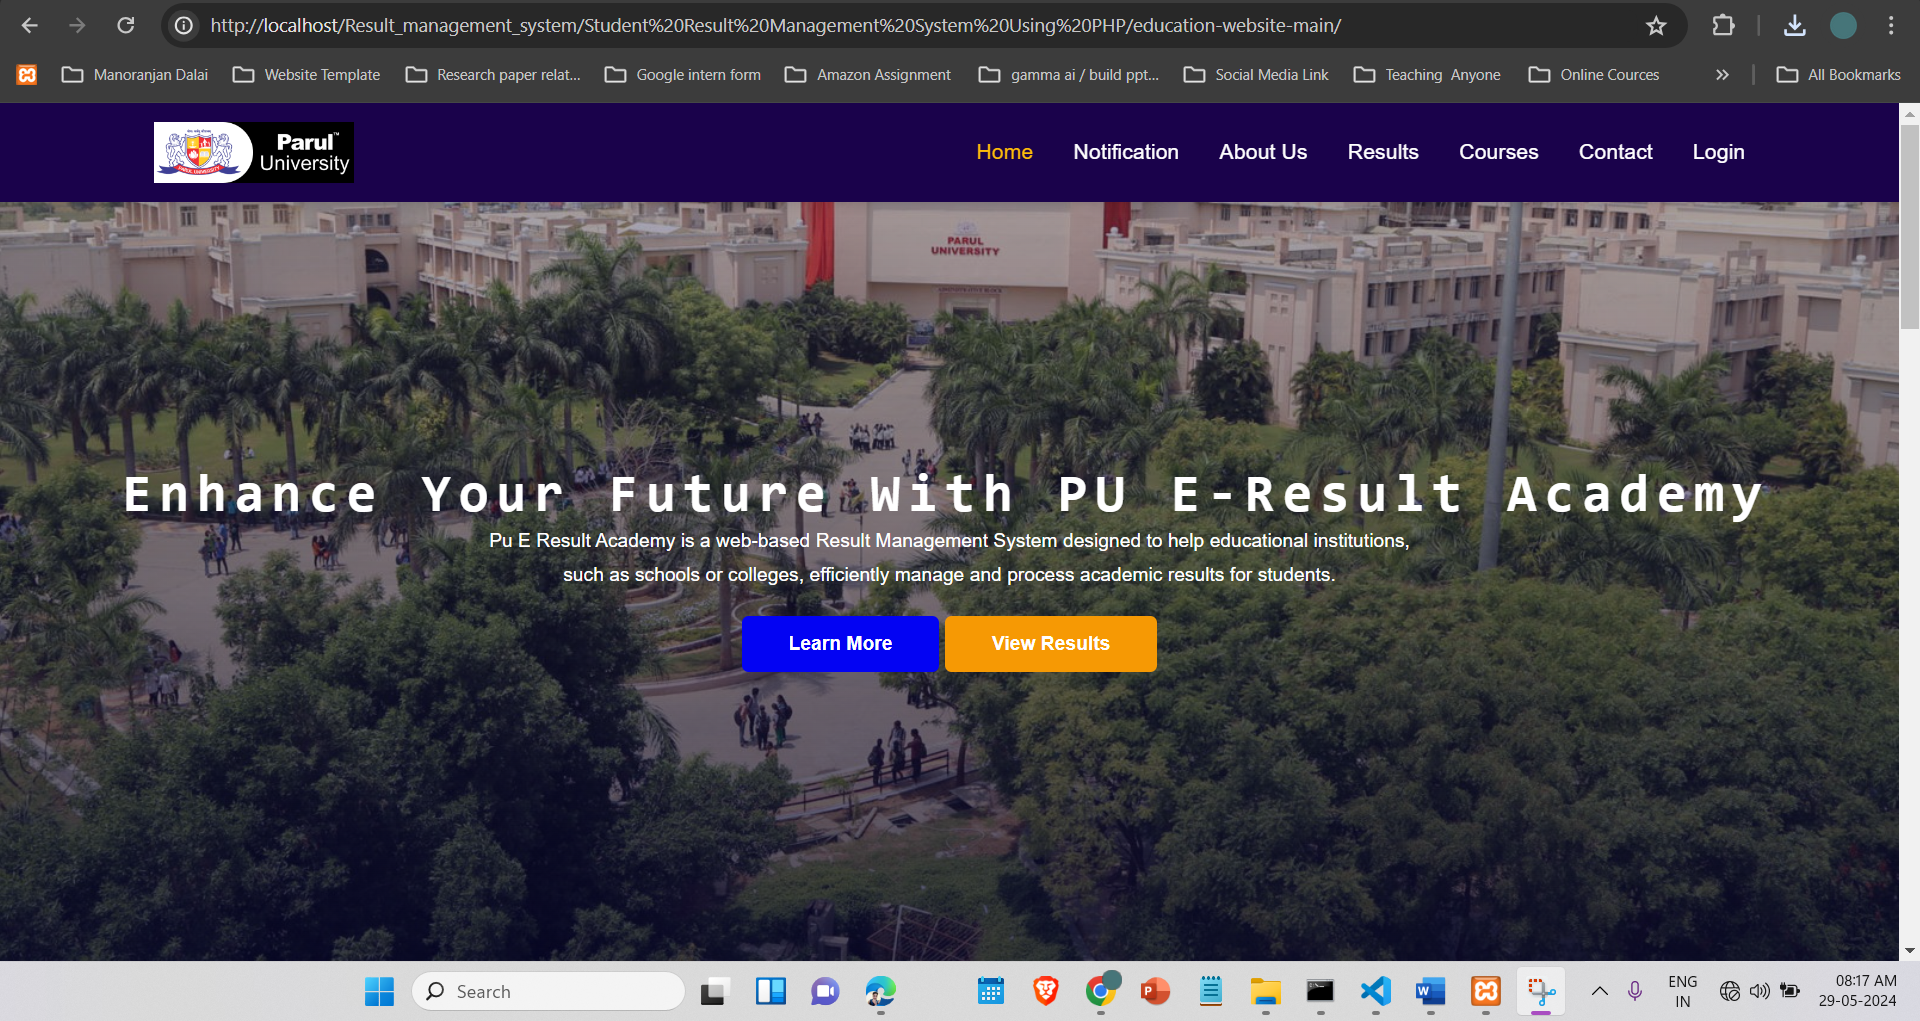 http://localhost/Result_management_system/Student%20Result%20Management%20System%20Using%20PHP/education-website-main/
Manoranjan Dalai
Website Template
Research paper relat...
Google intern form
Amazon Assignment
gamma ai / build ppt...
Social Media Link
Teaching Anyone
Online Cources
»
All Bookmarks
Parul™
University
PARUL UNIVERSITY
Home
Notification
About Us
Results
Courses
Contact
Login
PARUL
UNIVERSITY
Enhance Your Future With PU E-Result Academy
Pu E Result Academy is a web-based Result Management System designed to help educational institutions,
such as schools or colleges, efficiently manage and process academic results for students.
Learn More
View Results
Search
ENG
IN
08:17 AM
29-05-2024